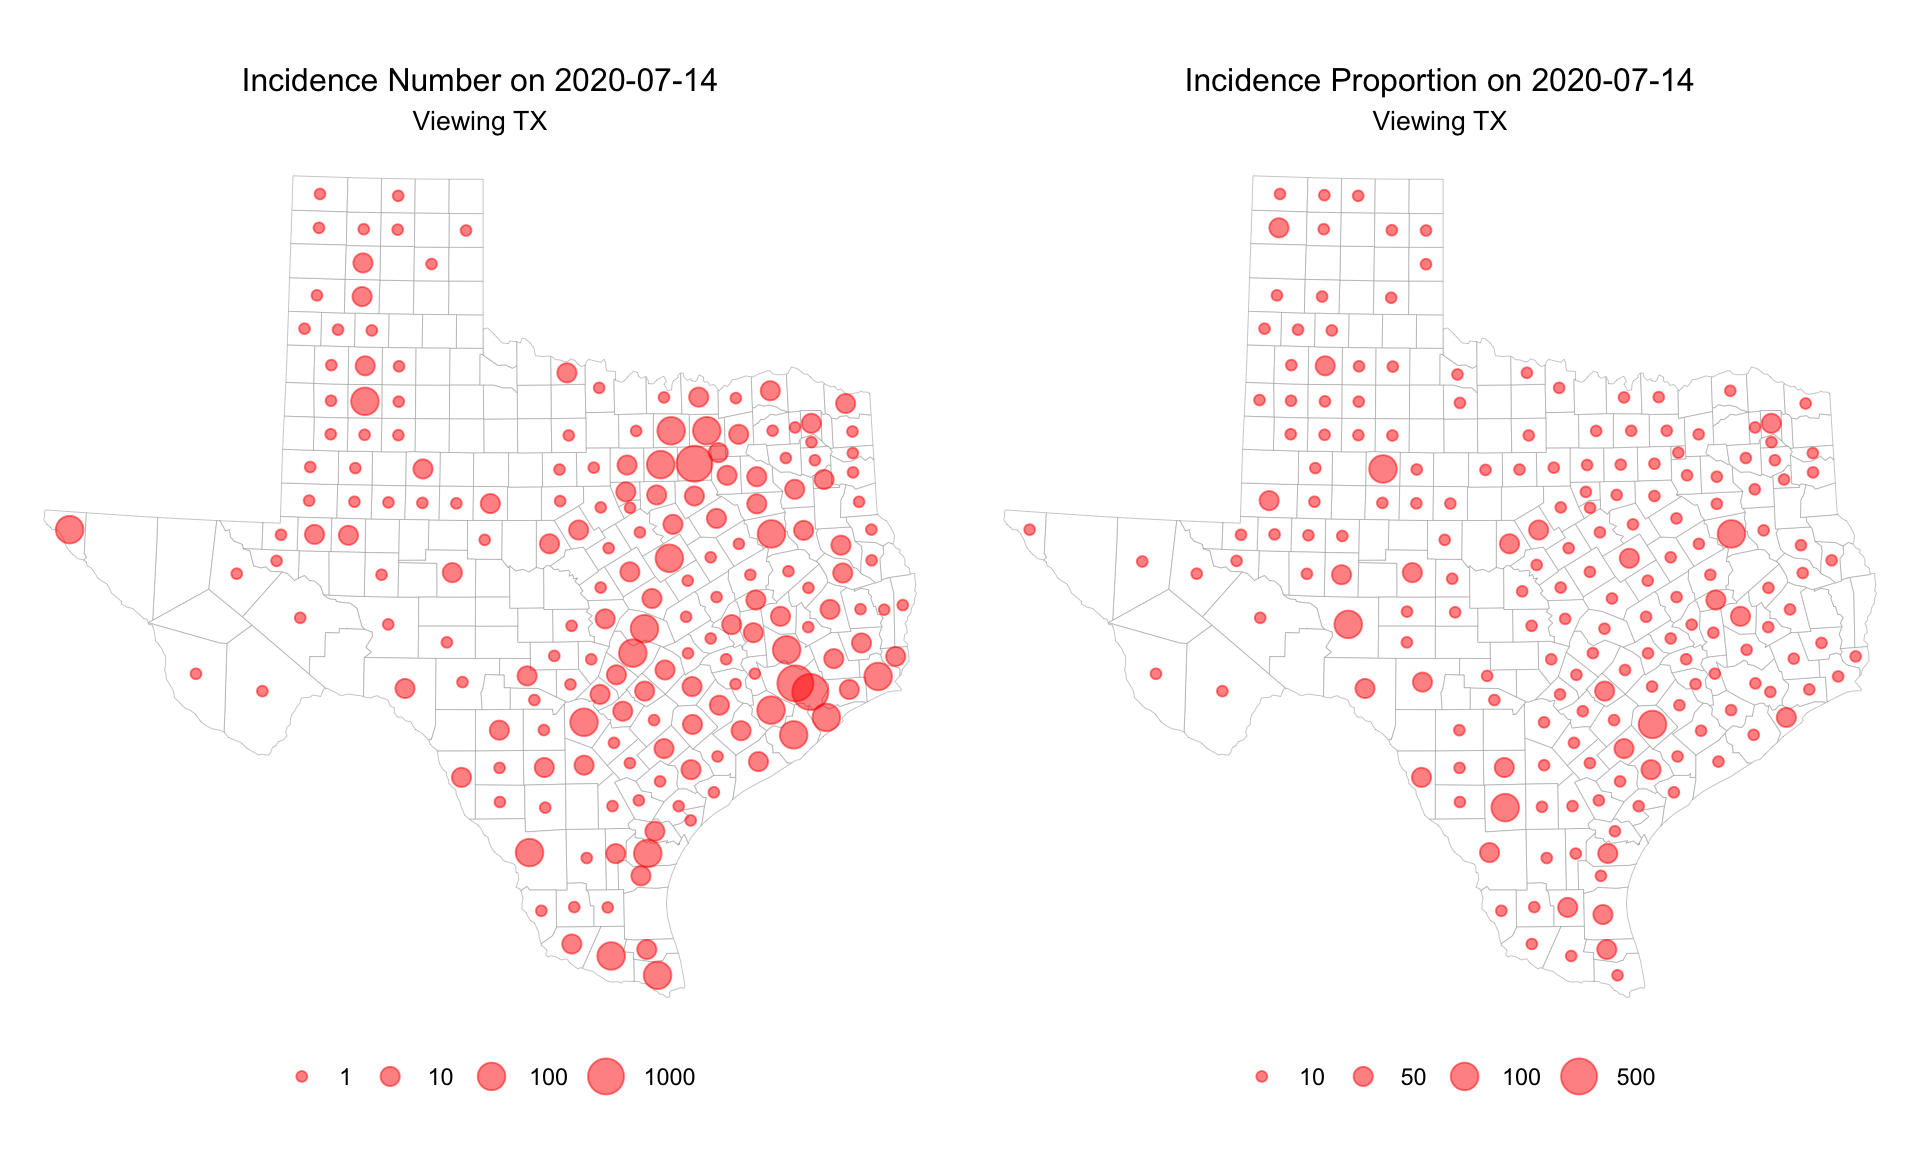 Incidence Number on 2020-07-14
Viewing TX
1 10 100 1000
Incidence Proportion on 2020-07-14
Viewing TX
10 50 100 500